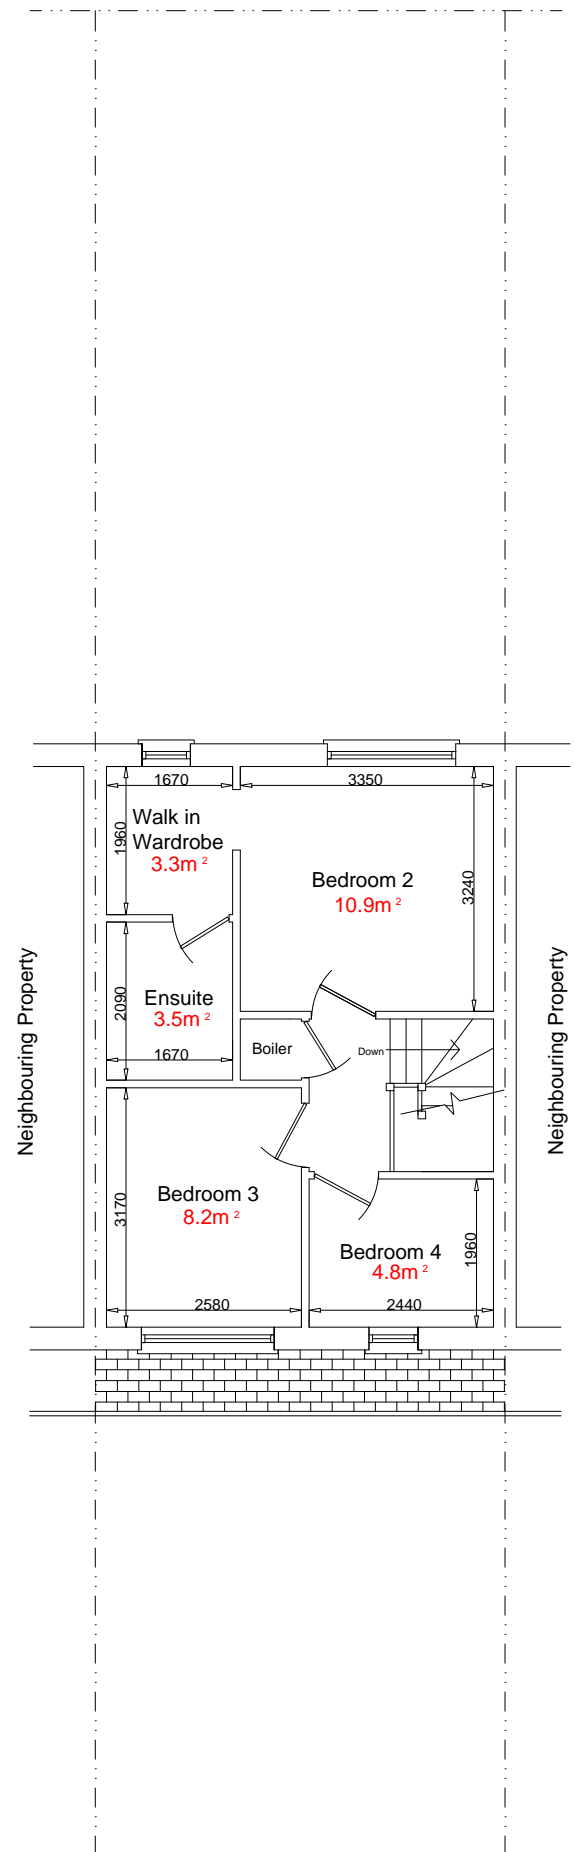 1670
3350
1960
Walk in
Wardrobe
3.3m ²
Bedroom 2
10.9m ²
3240
Neighbouring Property
Neighbouring Property
2090
Ensuite
3.5m ²
1670
Boiler
Down
3170
Bedroom 3
8.2m ²
2580
Bedroom 4
4.8m ²
1960
2440